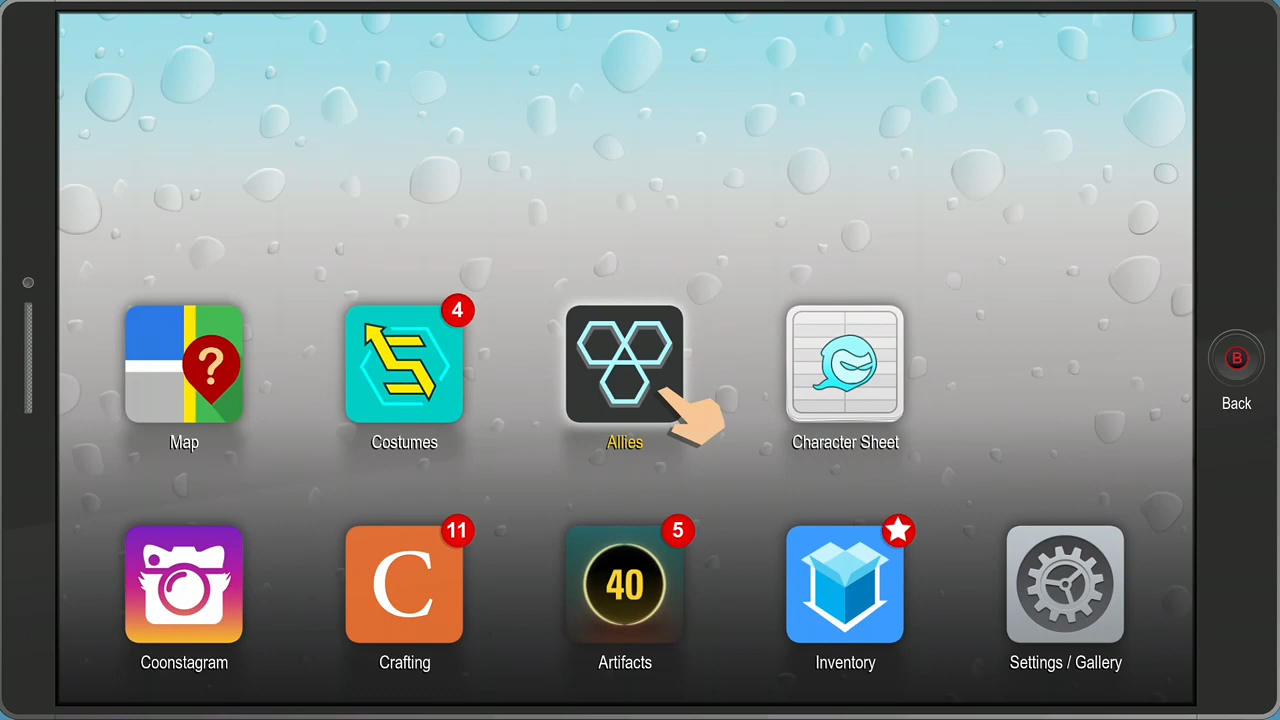 ?
4
Map
Costumes
Allies
Character Sheet
B
Back
11
5
C
40
Coonstagram
Crafting
Artifacts
Inventory
Settings / Gallery